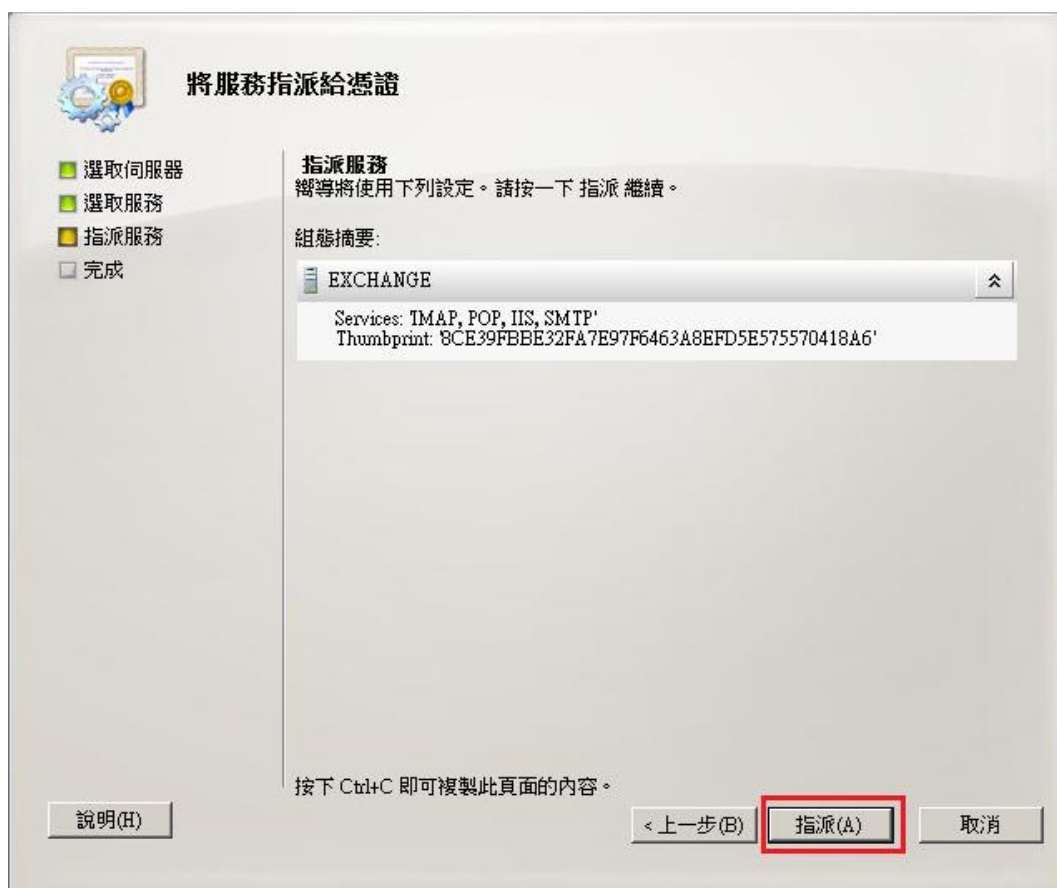 將服務指派給憑證
選取伺服器
選取服務
指派服務
完成
指派服務
嚮導將使用下列設定。請按一下 指派 繼續。
組態摘要:
EXCHANGE
Services: 'IMAP, POP, IIS, SMTP'
Thumbprint: '8CE39FBBE32FA7E97F6463A8EFD5E575570418A6'
按下 Ctrl+C 即可複製此頁面的內容。
說明(H)
< 上一步(B)
指派(A)
取消